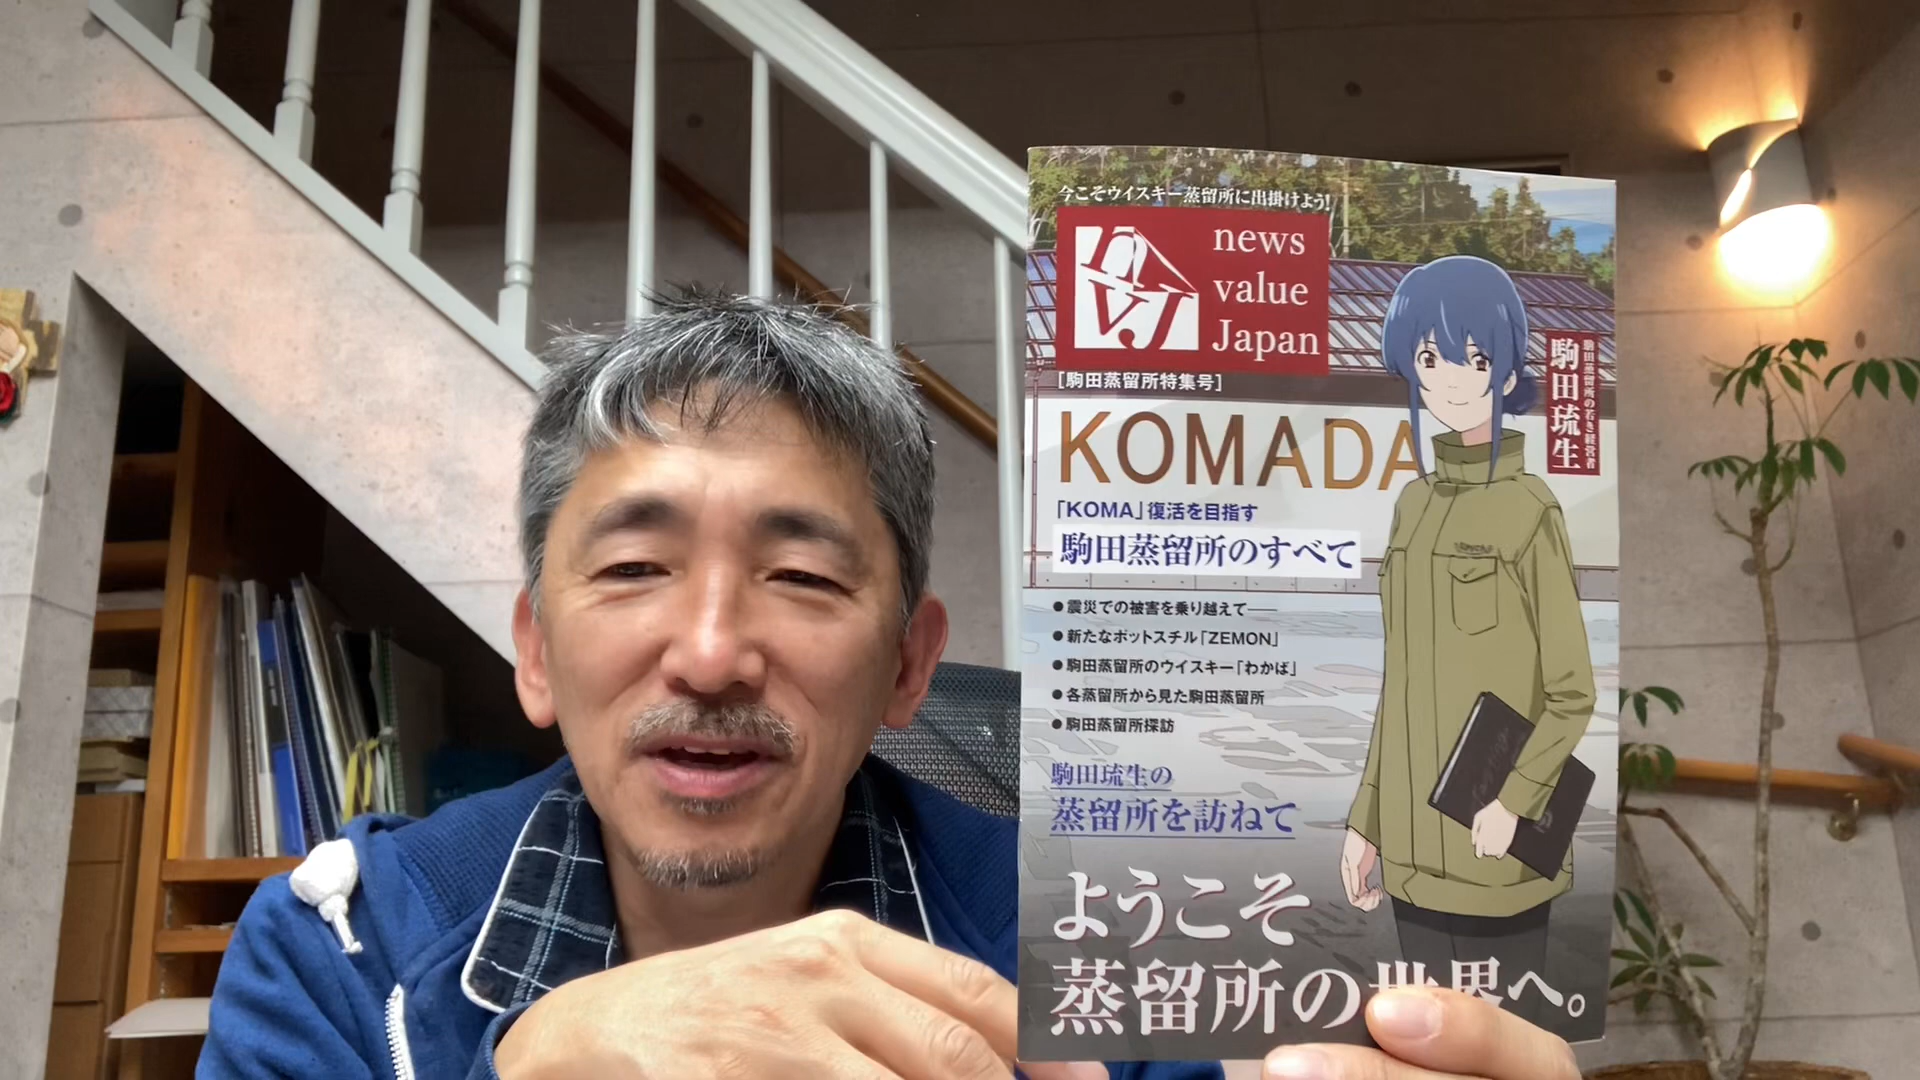 今こそウイスキー蒸留所に出掛けよう!
nVJ
news
value
Japan
[駒田蒸留所特集号]
KOMADA
駒田蒸留所の若き経営者
駒田琉生
「KOMA」復活を目指す
駒田蒸留所のすべて
●震災での被害を乗り越えて──
●新たなポットスチル「ZEMON」
●駒田蒸留所のウイスキー「わかば」
●各蒸留所から見た駒田蒸留所
●駒田蒸留所探訪
駒田琉生の
蒸留所を訪ねて
ようこそ
蒸留所の世界へ。